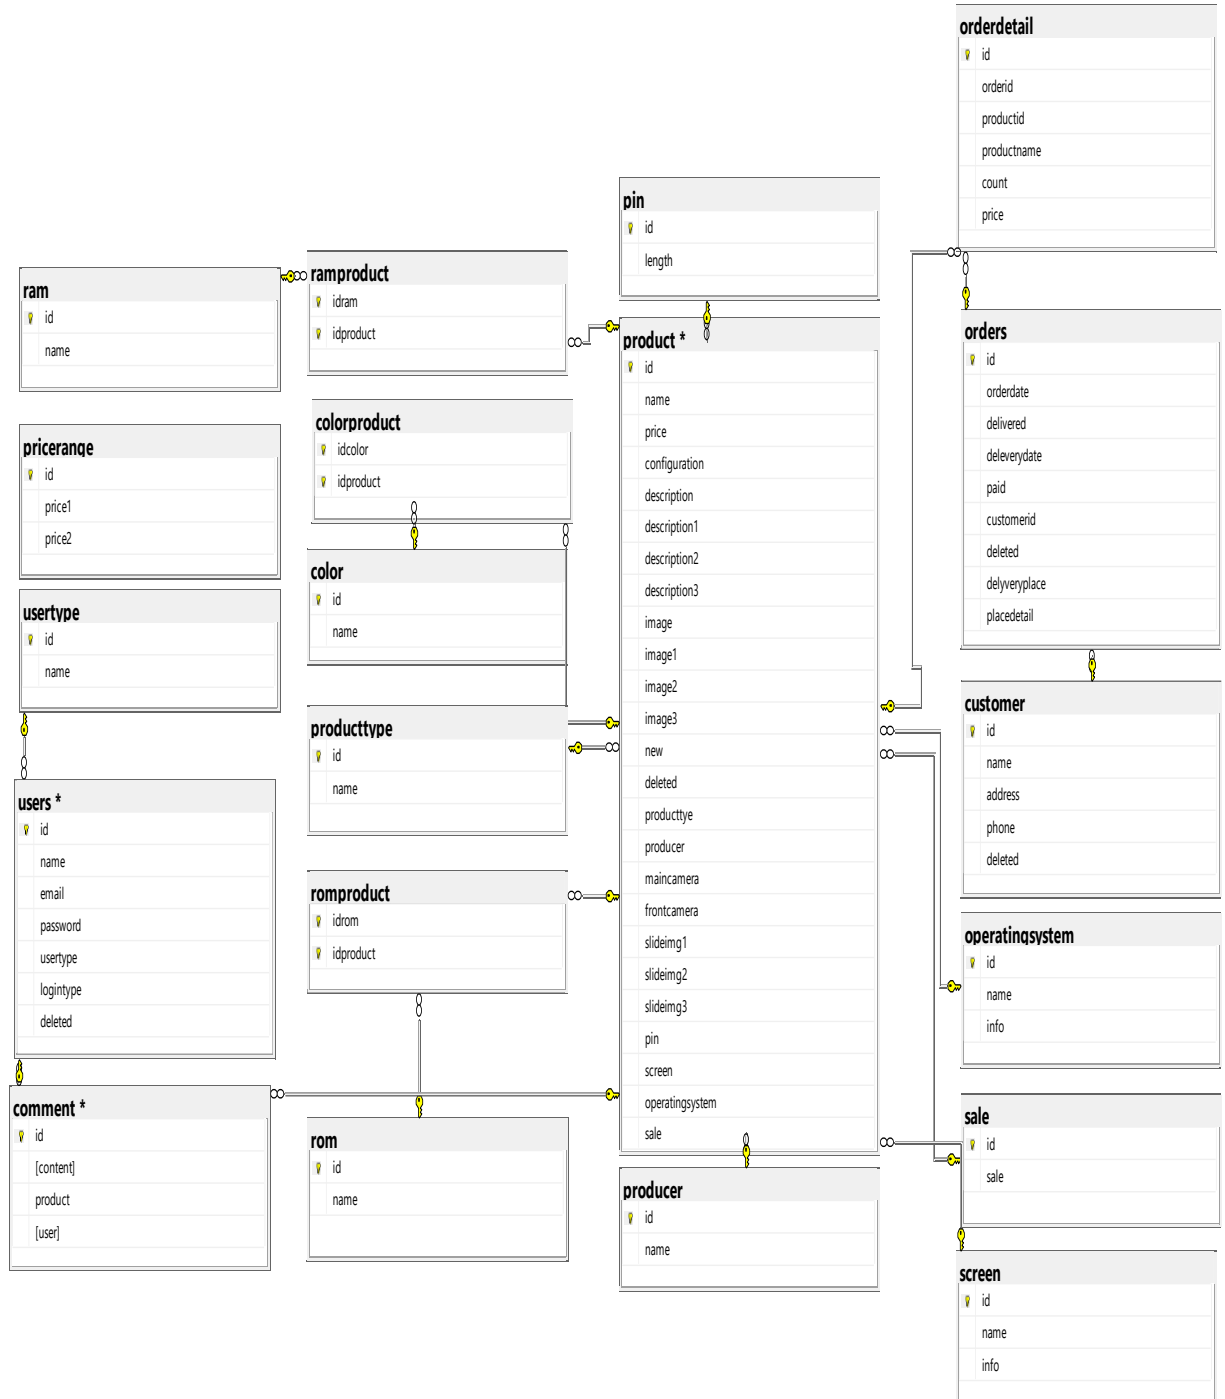 orderdetail
id
orderid
productid
productname
count
price
pin
id
length
ram
id
name
ramproduct
idram
idproduct
product *
id
name
price
configuration
description
description1
description2
description3
image
image1
image2
image3
new
deleted
producttye
producer
maincamera
frontcamera
slideimg1
slideimg2
slideimg3
pin
screen
operatingsystem
sale
orders
id
orderdate
delivered
deleverydate
paid
customerid
deleted
delyveryplace
placedetail
pricerange
id
price1
price2
colorproduct
idcolor
idproduct
color
id
name
usertype
id
name
producttype
id
name
customer
id
name
address
phone
deleted
users *
id
name
email
password
usertype
logintype
deleted
romproduct
idrom
idproduct
operatingsystem
id
name
info
comment *
id
[content]
product
[user]
rom
id
name
producer
id
name
sale
id
sale
screen
id
name
info